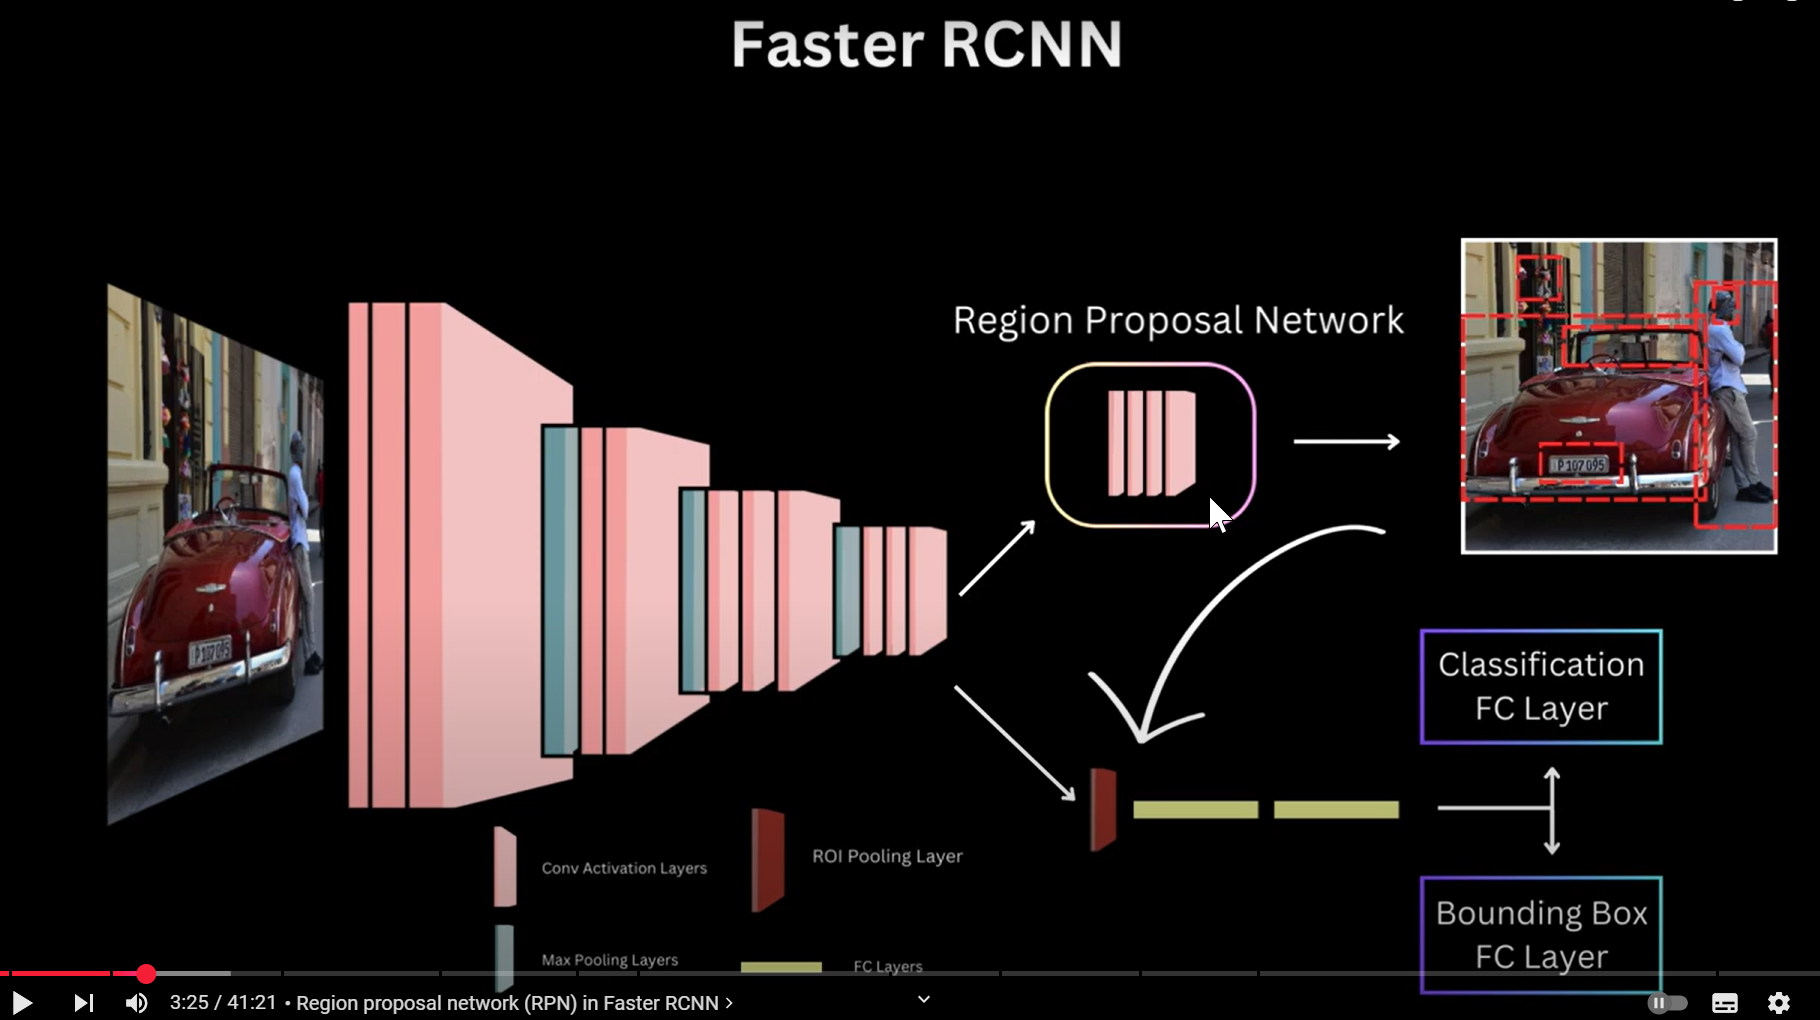 Faster RCNN
Region Proposal Network
P 107 095
P 107 095
Classification
FC Layer
Conv Activation Layers
ROI Pooling Layer
Max Pooling Layers
FC Layers
Bounding Box
FC Layer
3:25 / 41:21 • Region proposal network (RPN) in Faster RCNN >